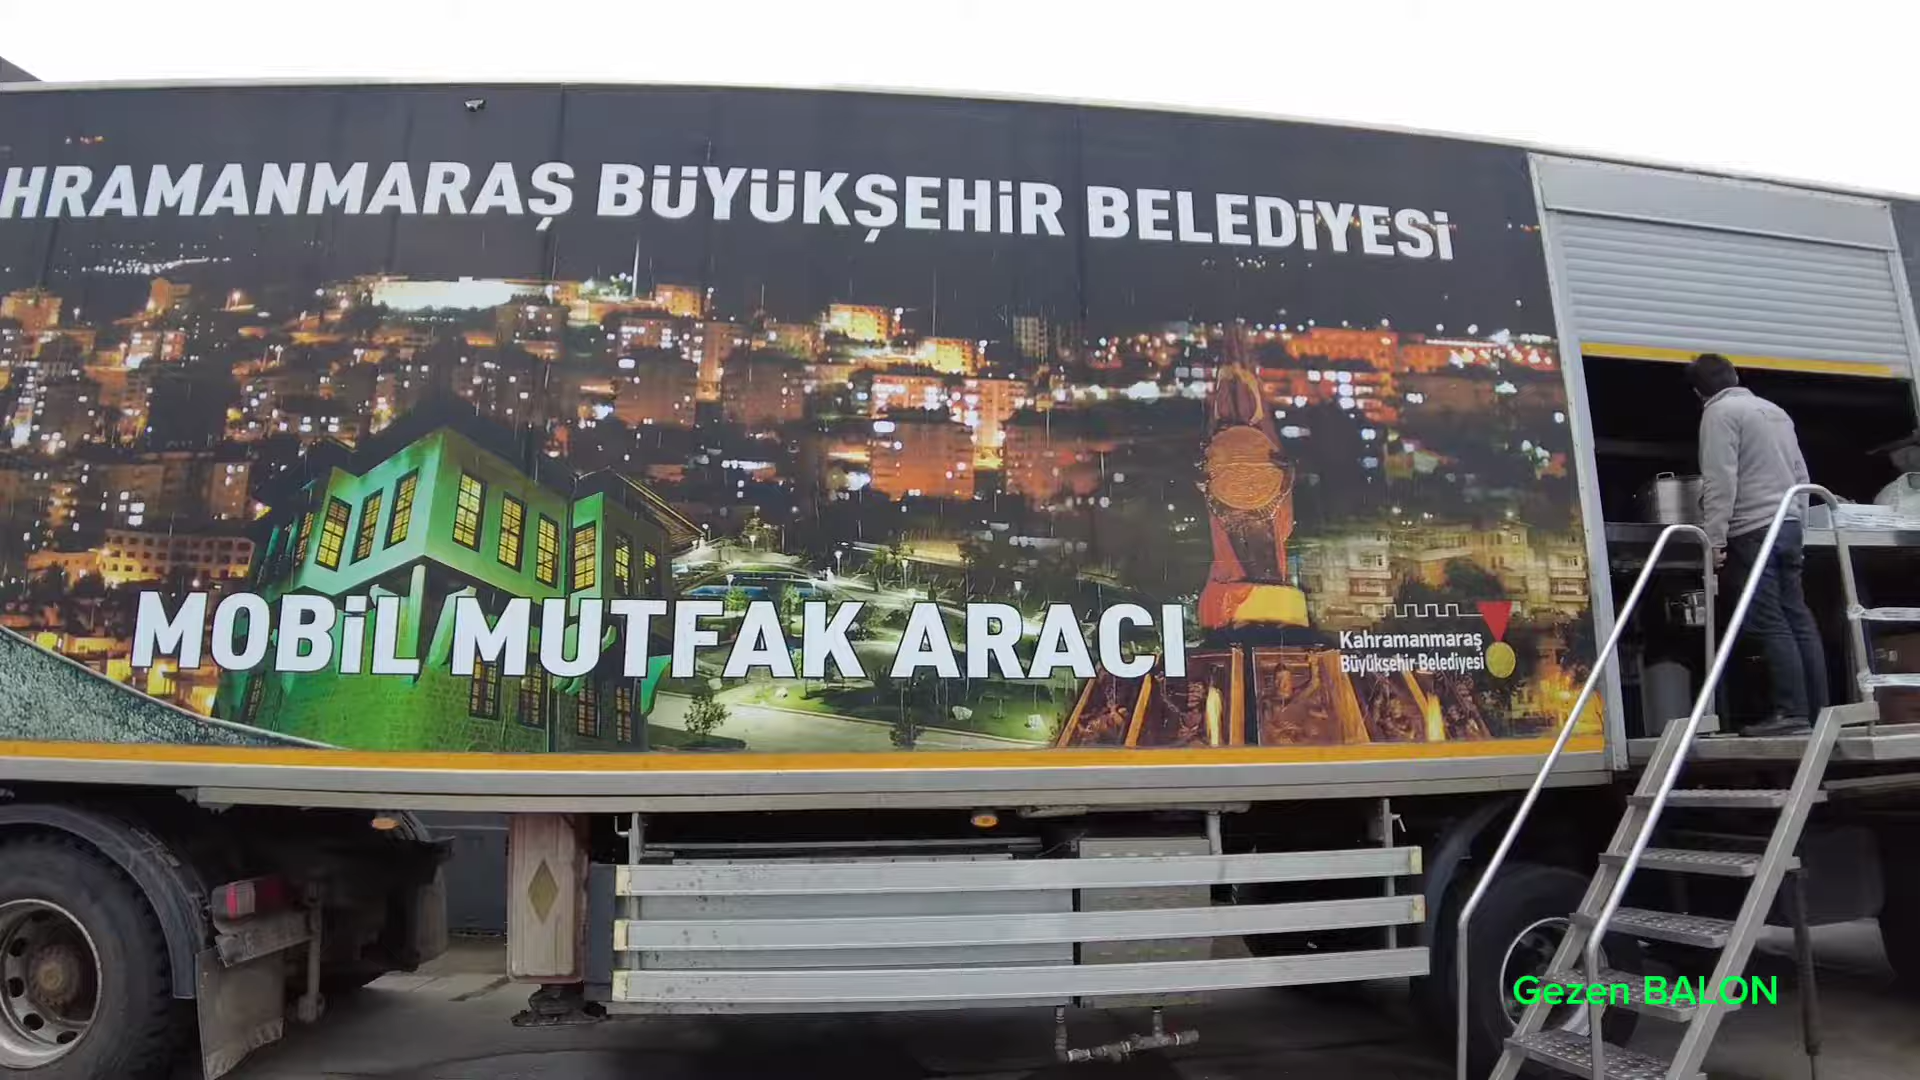 HRAMANMARAŞ BÜYÜKŞEHİR BELEDİYESİ
MOBİL MUTFAK ARACI
Kahramanmaraş
Büyükşehir Belediyesi
Gezen BALON